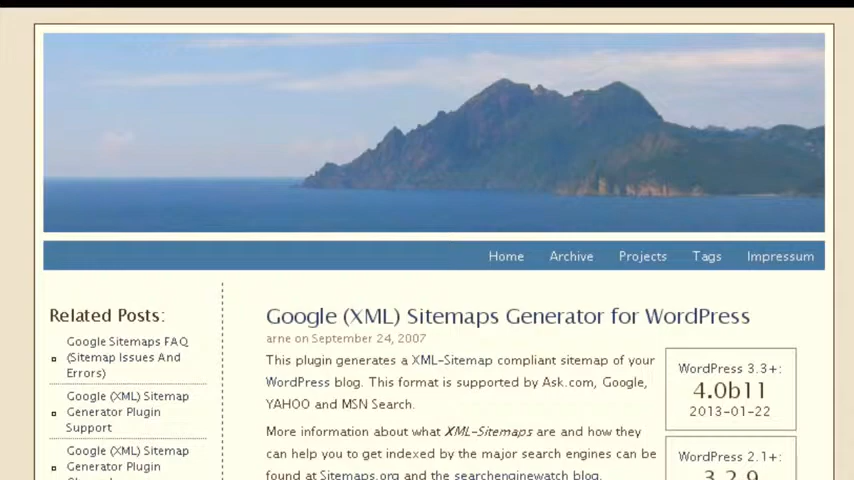 Home Archive Projects Tags Impressum
Related Posts:
Google Sitemaps FAQ
(Sitemap Issues And
Errors)
Google (XML) Sitemap
Generator Plugin
Support
Google (XML) Sitemap
Generator Plugin
Google (XML) Sitemaps Generator for WordPress
arne on September 24, 2007
This plugin generates a XML-Sitemap compliant sitemap of your
WordPress blog. This format is supported by Ask.com, Google,
YAHOO and MSN Search.
More information about what XML-Sitemaps are and how they
can help you to get indexed by the major search engines can be
found at Sitemaps.org and the searchenginewatch blog.
WordPress 3.3+:
4.0b11
2013-01-22
WordPress 2.1+:
3.2.9